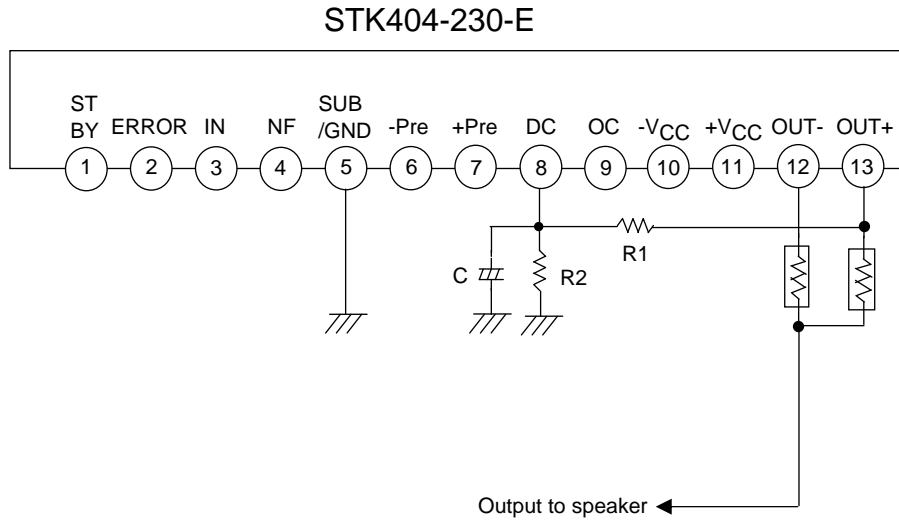 STK404-230-E
ST BY ERROR IN NF SUB /GND -Pre +Pre DC OC -VCC +VCC OUT- OUT+
1 2 3 4 5 6 7 8 9 10 11 12 13
R1
C R2
Output to speaker